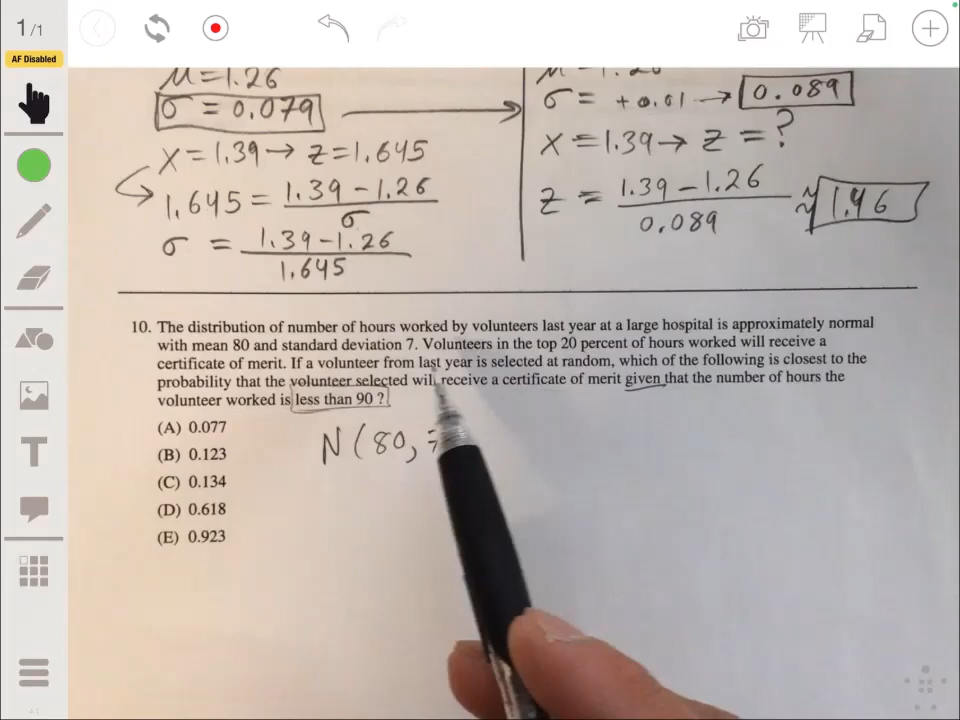 1/1
AF Disabled
μ = 1.26
σ = 0.079
x = 1.39 → z = 1.645
1.645 = (1.39 - 1.26) / σ
σ = (1.39 - 1.26) / 1.645
μ = 1.26
σ = +0.01 → 0.089
x = 1.39 → z = ?
z = (1.39 - 1.26) / 0.089 ≈ 1.46
10. The distribution of number of hours worked by volunteers last year at a large hospital is approximately normal
with mean 80 and standard deviation 7. Volunteers in the top 20 percent of hours worked will receive a
certificate of merit. If a volunteer from last year is selected at random, which of the following is closest to the
probability that the volunteer selected will receive a certificate of merit given that the number of hours the
volunteer worked is less than 90 ?
(A) 0.077
(B) 0.123
(C) 0.134
(D) 0.618
(E) 0.923
N (80,
T